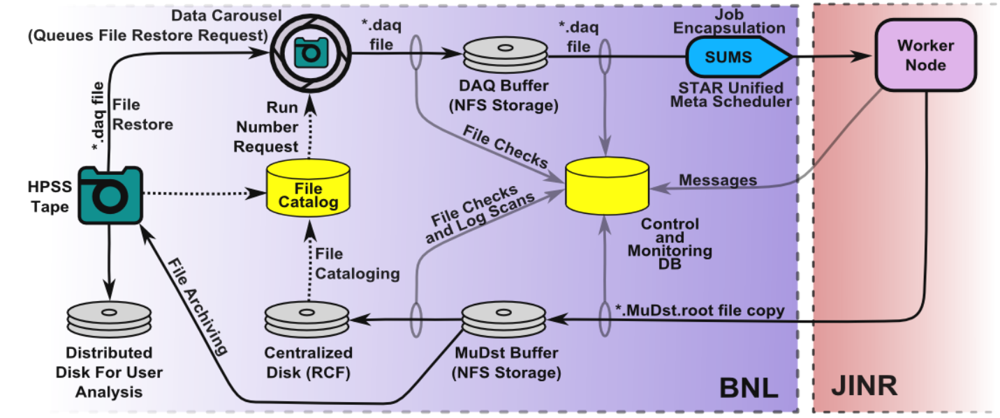 Data Carousel
(Queues File Restore Request)
*.daq
file
*.daq
file
Job
Encapsulation
SUMS
STAR Unified
Meta Scheduler
Worker
Node
*.daq file
File
Restore
DAQ Buffer
(NFS Storage)
Run
Number
Request
File Checks
HPSS
Tape
File
Catalog
Messages
File Checks
and Log Scans
Control
and
Monitoring
DB
File
Cataloging
File Archiving
*.MuDst.root file copy
Distributed
Disk For User
Analysis
Centralized
Disk (RCF)
MuDst Buffer
(NFS Storage)
BNL
JINR